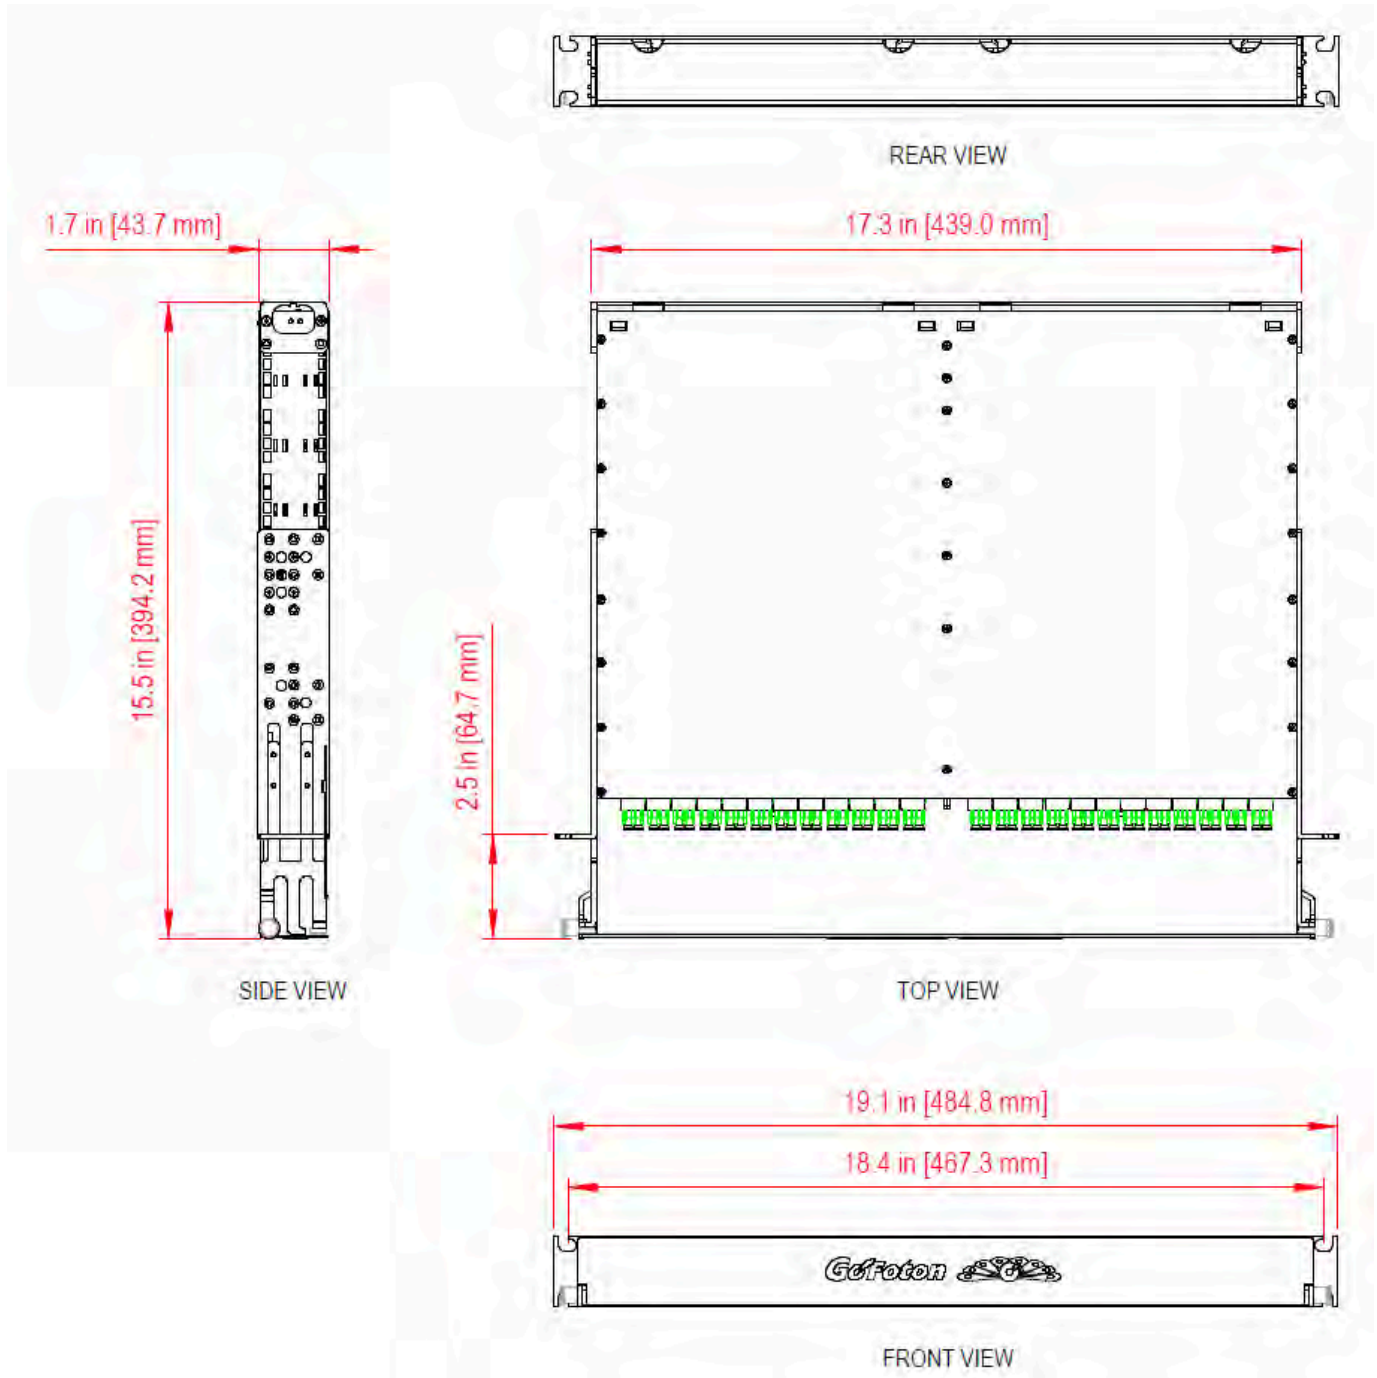 REAR VIEW
1.7 in [43.7 mm]
17.3 in [439.0 mm]
15.5 in [394.2 mm]
2.5 in [64.7 mm]
SIDE VIEW
TOP VIEW
19.1 in [484.8 mm]
18.4 in [467.3 mm]
GoFoton
FRONT VIEW